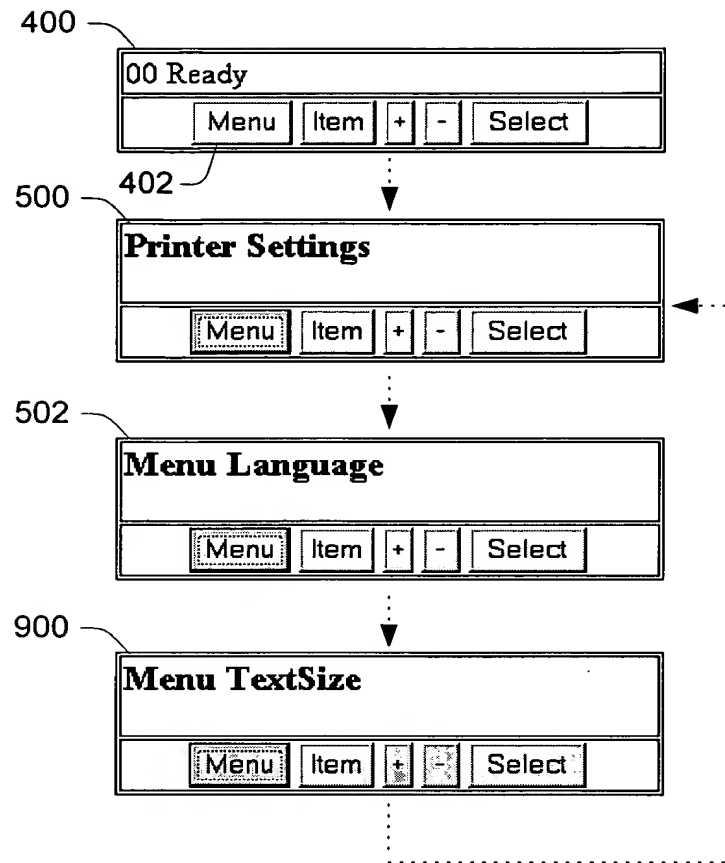 400
00 Ready
Menu Item + - Select
402
500
Printer Settings
Menu Item + - Select
502
Menu Language
Menu Item + - Select
900
Menu TextSize
Menu Item + - Select